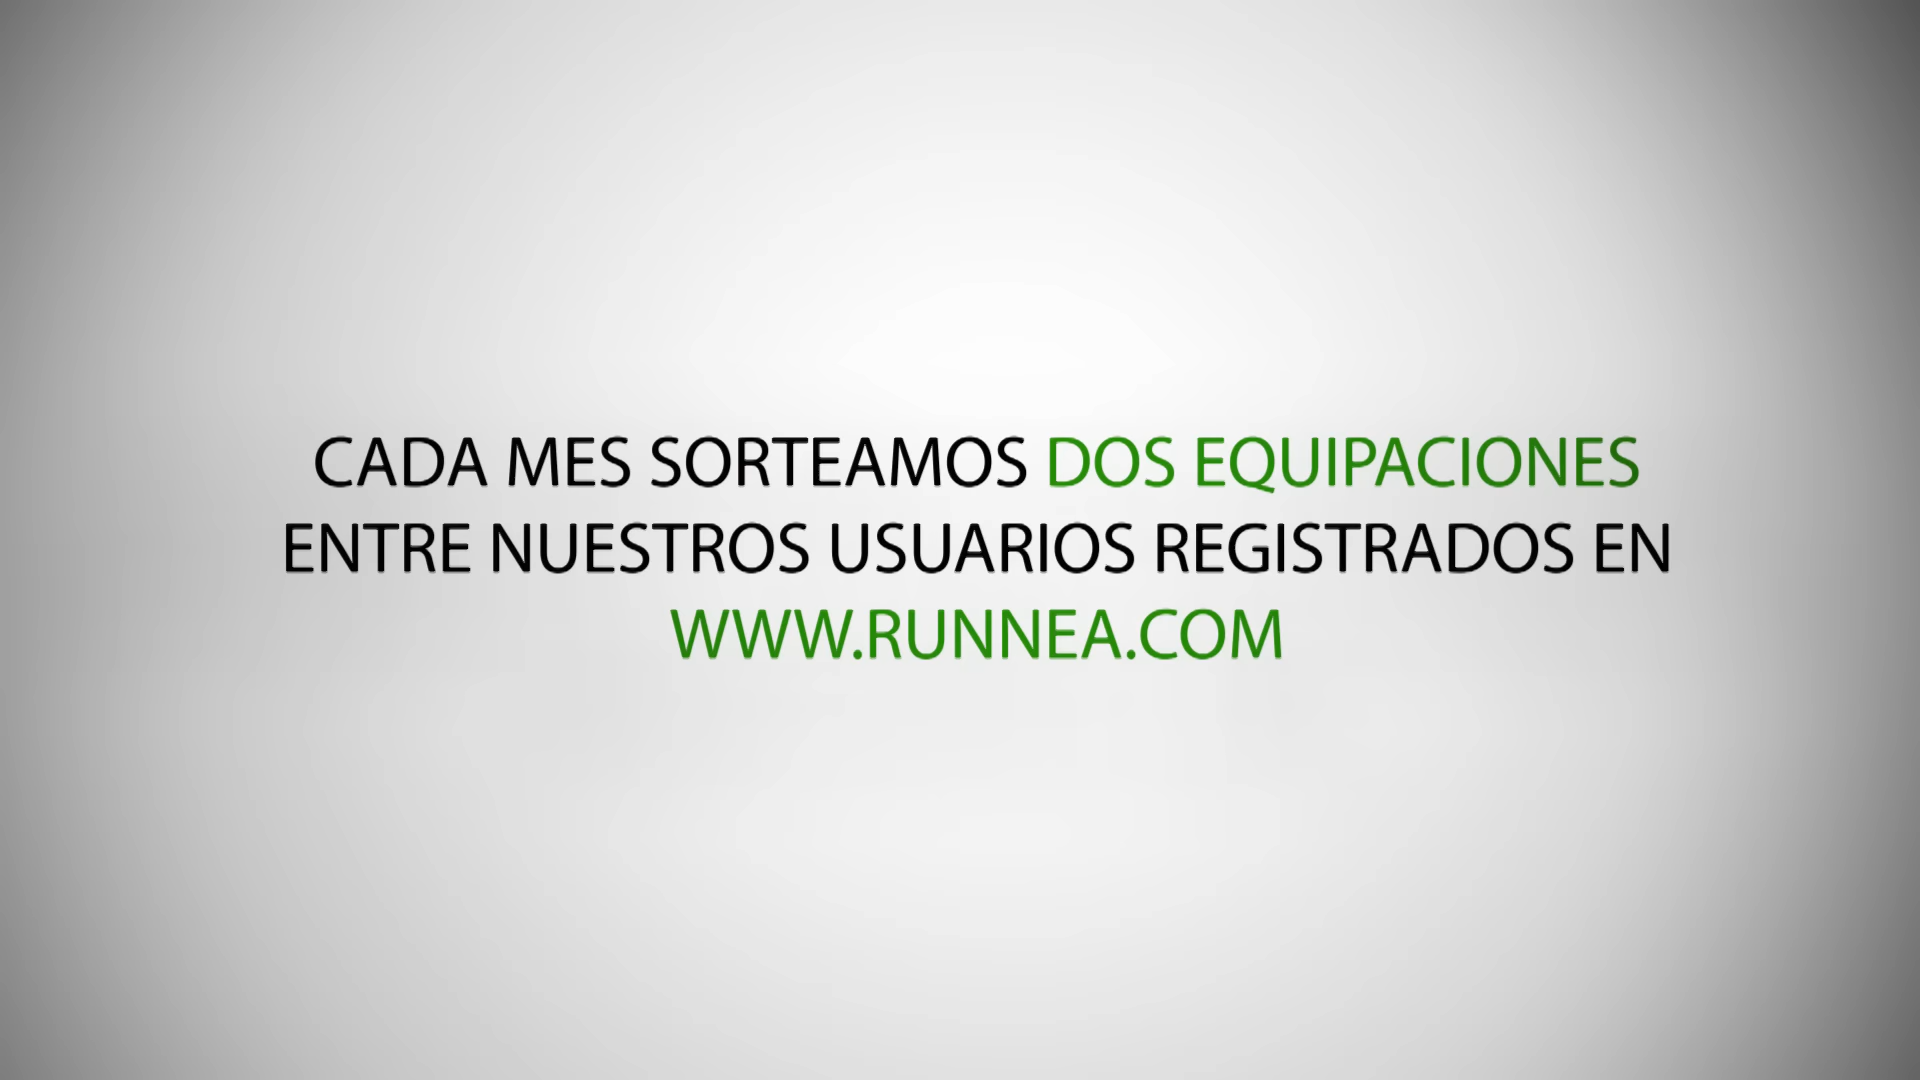 CADA MES SORTEAMOS DOS EQUIPACIONES
ENTRE NUESTROS USUARIOS REGISTRADOS EN
WWW.RUNNEA.COM